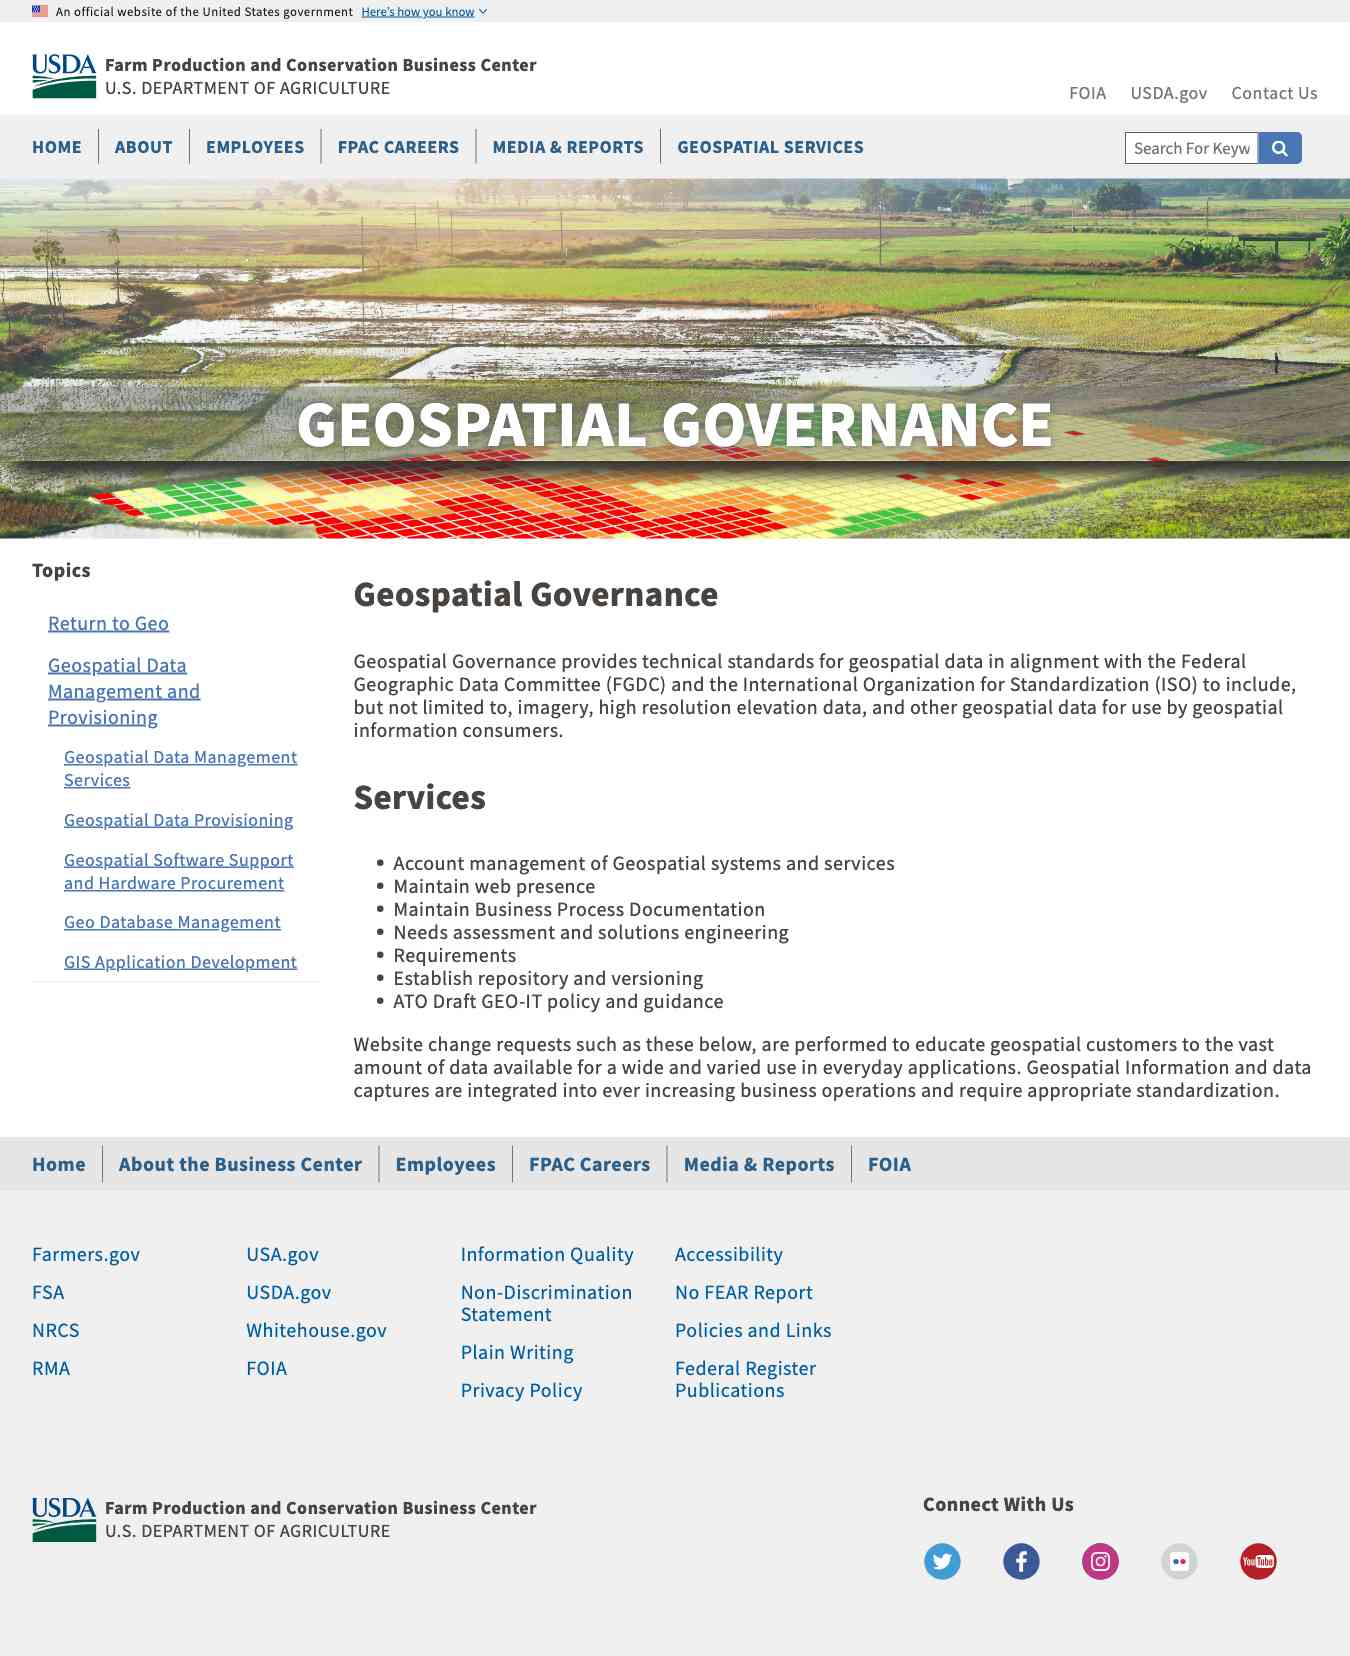 An official website of the United States government Here's how you know
USDA Farm Production and Conservation Business Center
U.S. DEPARTMENT OF AGRICULTURE
FOIA USDA.gov Contact Us
HOME ABOUT EMPLOYEES FPAC CAREERS MEDIA & REPORTS GEOSPATIAL SERVICES Search For Keyw
GEOSPATIAL GOVERNANCE
Topics
Return to Geo
Geospatial Data
Management and
Provisioning
Geospatial Data Management
Services
Geospatial Data Provisioning
Geospatial Software Support
and Hardware Procurement
Geo Database Management
GIS Application Development
Geospatial Governance
Geospatial Governance provides technical standards for geospatial data in alignment with the Federal
Geographic Data Committee (FGDC) and the International Organization for Standardization (ISO) to include,
but not limited to, imagery, high resolution elevation data, and other geospatial data for use by geospatial
information consumers.
Services
• Account management of Geospatial systems and services
• Maintain web presence
• Maintain Business Process Documentation
• Needs assessment and solutions engineering
• Requirements
• Establish repository and versioning
• ATO Draft GEO-IT policy and guidance
Website change requests such as these below, are performed to educate geospatial customers to the vast
amount of data available for a wide and varied use in everyday applications. Geospatial Information and data
captures are integrated into ever increasing business operations and require appropriate standardization.
Home About the Business Center Employees FPAC Careers Media & Reports FOIA
Farmers.gov
FSA
NRCS
RMA
USA.gov
USDA.gov
Whitehouse.gov
FOIA
Information Quality
Non-Discrimination
Statement
Plain Writing
Privacy Policy
Accessibility
No FEAR Report
Policies and Links
Federal Register
Publications
USDA Farm Production and Conservation Business Center
U.S. DEPARTMENT OF AGRICULTURE
Connect With Us
You Tube